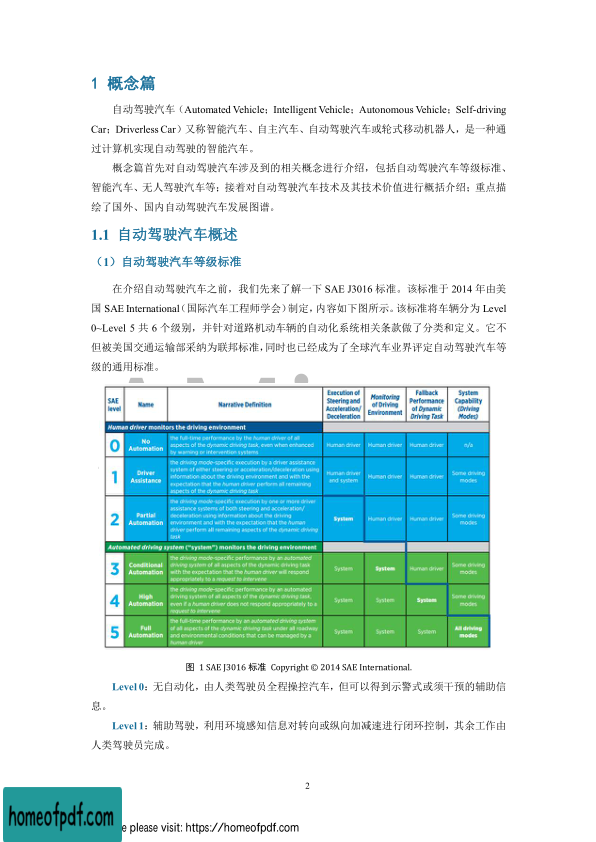 1 概念篇
自动驾驶汽车（Automated Vehicle；Intelligent Vehicle；Autonomous Vehicle；Self-driving
Car；Driverless Car）又称智能汽车、自主汽车、自动驾驶汽车或轮式移动机器人，是一种通
过计算机实现自动驾驶的智能汽车。
概念篇首先对自动驾驶汽车涉及到的相关概念进行介绍，包括自动驾驶汽车等级标准、
智能汽车、无人驾驶汽车等；接着对自动驾驶汽车技术及其技术价值进行概括介绍；重点描
绘了国外、国内自动驾驶汽车发展图谱。
1.1 自动驾驶汽车概述
（1）自动驾驶汽车等级标准
在介绍自动驾驶汽车之前，我们先来了解一下 SAE J3016 标准。该标准于 2014 年由美
国 SAE International（国际汽车工程师学会）制定，内容如下图所示。该标准将车辆分为 Level
0~Level 5 共 6 个级别，并针对道路机动车辆的自动化系统相关条款做了分类和定义。它不
但被美国交通运输部采纳为联邦标准，同时也已经成为了全球汽车业界评定自动驾驶汽车等
级的通用标准。
SAE level
Name
Narrative Definition
Execution of Steering and Acceleration/ Deceleration
Monitoring of Driving Environment
Fallback Performance of Dynamic Driving Task
System Capability (Driving Modes)
Human driver monitors the driving environment
0
No Automation
the full-time performance by the human driver of all
aspects of the dynamic driving task, even when enhanced
by warning or intervention systems
Human driver
Human driver
Human driver
n/a
1
Driver Assistance
the driving mode-specific execution by a driver assistance
system of either steering or acceleration/deceleration using
information about the driving environment and with the
expectation that the human driver perform all remaining
aspects of the dynamic driving task
Human driver and system
Human driver
Human driver
Some driving modes
2
Partial Automation
the driving mode-specific execution by one or more driver
assistance systems of both steering and acceleration/
deceleration using information about the driving
environment and with the expectation that the human
driver perform all remaining aspects of the dynamic driving
task
System
Human driver
Human driver
Some driving modes
Automated driving system ("system") monitors the driving environment
3
Conditional Automation
the driving mode-specific performance by an automated
driving system of all aspects of the dynamic driving task
with the expectation that the human driver will respond
appropriately to a request to intervene
System
System
Human driver
Some driving modes
4
High Automation
the driving mode-specific performance by an automated
driving system of all aspects of the dynamic driving task,
even if a human driver does not respond appropriately to a
request to intervene
System
System
System
Some driving modes
5
Full Automation
the full-time performance by an automated driving system
of all aspects of the dynamic driving task under all roadway
and environmental conditions that can be managed by a
human driver
System
System
System
All driving modes
图 1 SAE J3016 标准 Copyright © 2014 SAE International.
Level 0：无自动化，由人类驾驶员全程操控汽车，但可以得到示警式或须干预的辅助信
息。
Level 1：辅助驾驶，利用环境感知信息对转向或纵向加减速进行闭环控制，其余工作由
人类驾驶员完成。
2
homeofpdf.com
please visit: https://homeofpdf.com